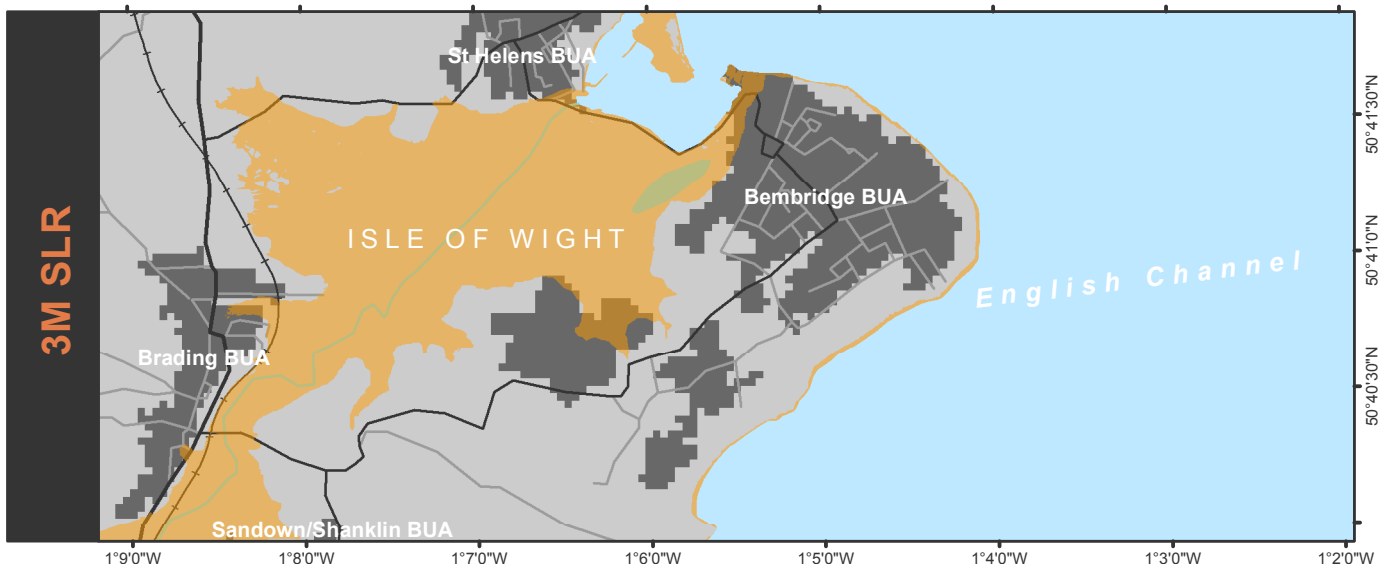 3M SLR
St Helens BUA
Bembridge BUA
ISLE OF WIGHT
English Channel
Brading BUA
Sandown/Shanklin BUA
50°41'30"N
50°41'0"N
50°40'30"N
1°9'0"W
1°8'0"W
1°7'0"W
1°6'0"W
1°5'0"W
1°4'0"W
1°3'0"W
1°2'0"W